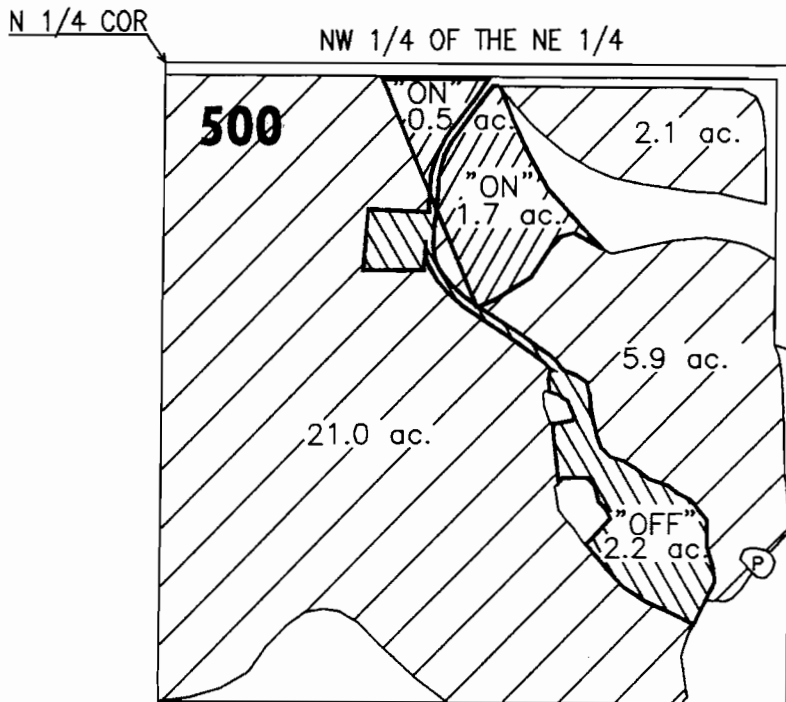 N 1/4 COR
NW 1/4 OF THE NE 1/4
500
"ON"
0.5 ac.
2.1 ac.
"ON"
1.7 ac.
5.9 ac.
21.0 ac.
"OFF"
2.2 ac.
P